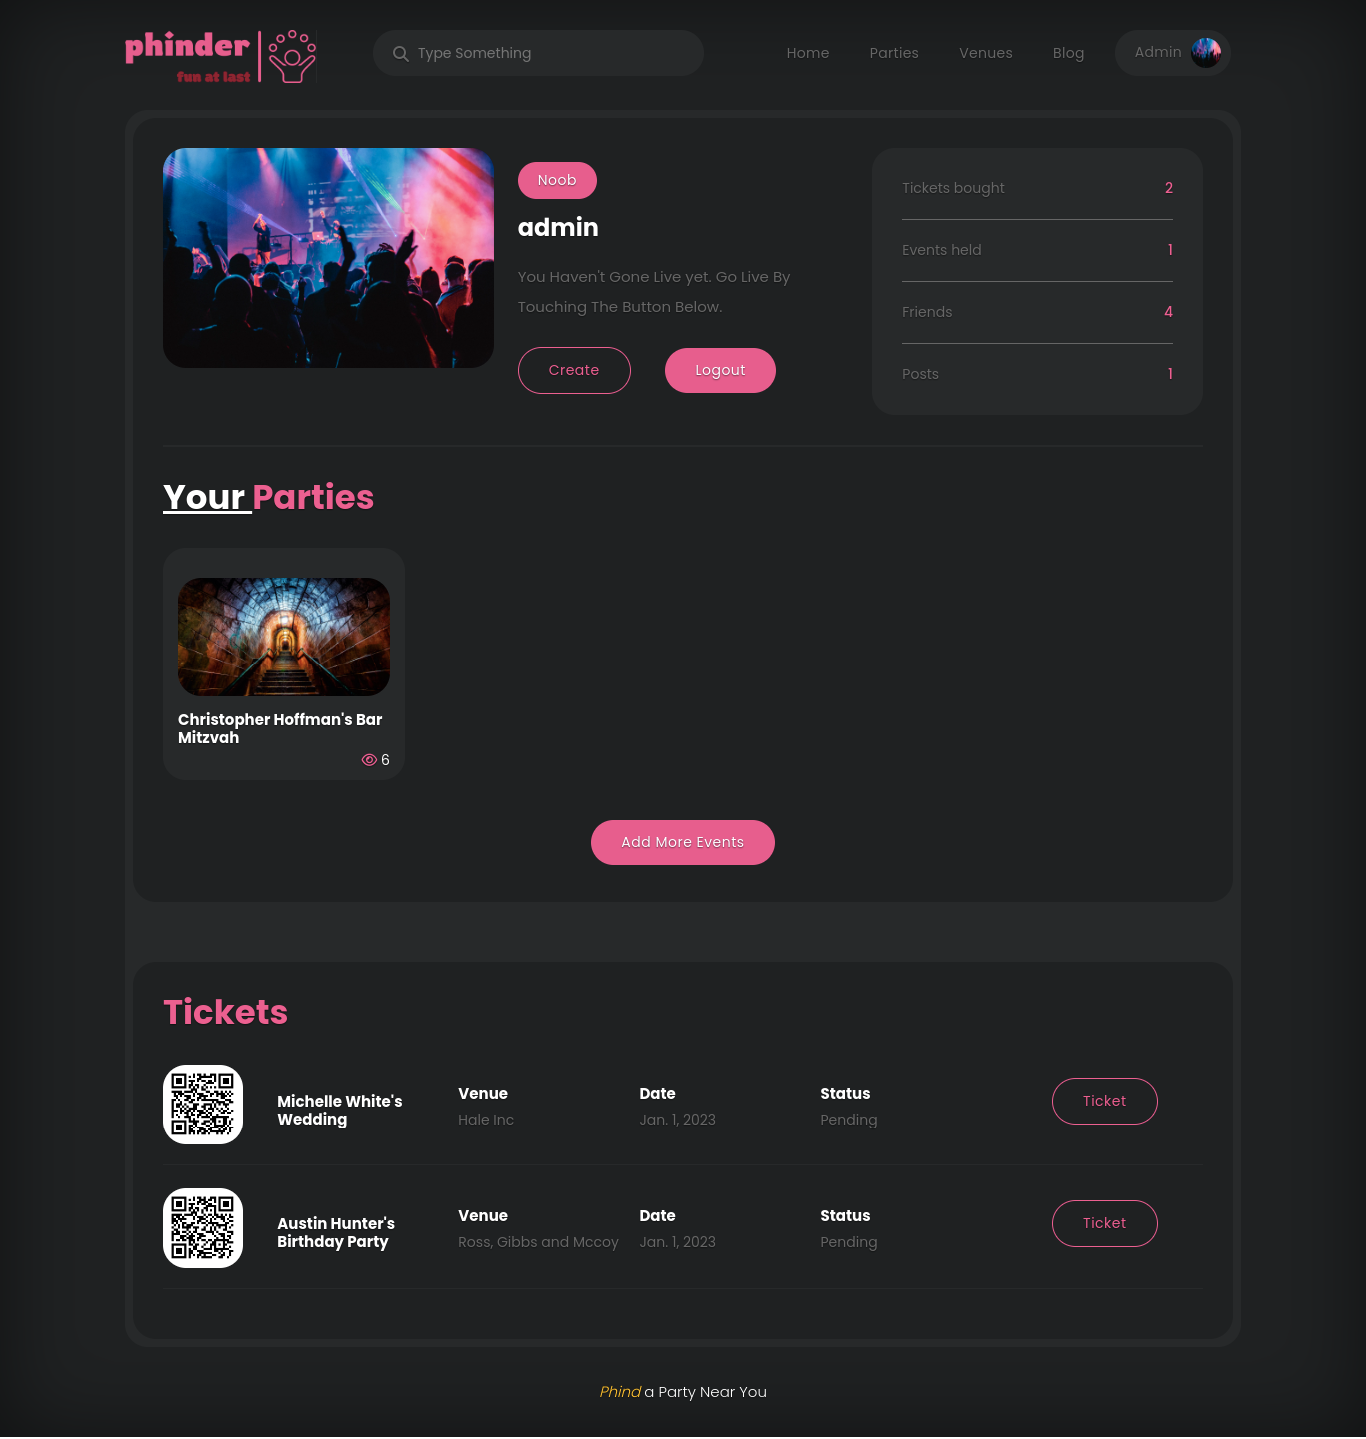 phinder
fun at last
Type Something
Home
Parties
Venues
Blog
Admin
Noob
admin
You Haven't Gone Live yet. Go Live By
Touching The Button Below.
Create
Logout
Tickets bought 2
Events held 1
Friends 4
Posts 1
Your Parties
Christopher Hoffman's Bar
Mitzvah
6
Add More Events
Tickets
Michelle White's
Wedding
Venue
Hale Inc
Date
Jan. 1, 2023
Status
Pending
Ticket
Austin Hunter's
Birthday Party
Venue
Ross, Gibbs and Mccoy
Date
Jan. 1, 2023
Status
Pending
Ticket
Phind a Party Near You